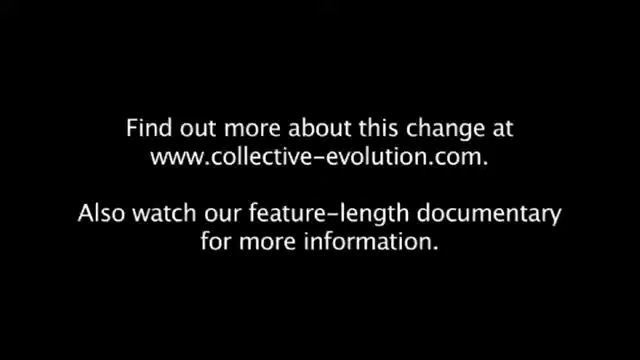 Find out more about this change at
www.collective-evolution.com.
Also watch our feature-length documentary
for more information.